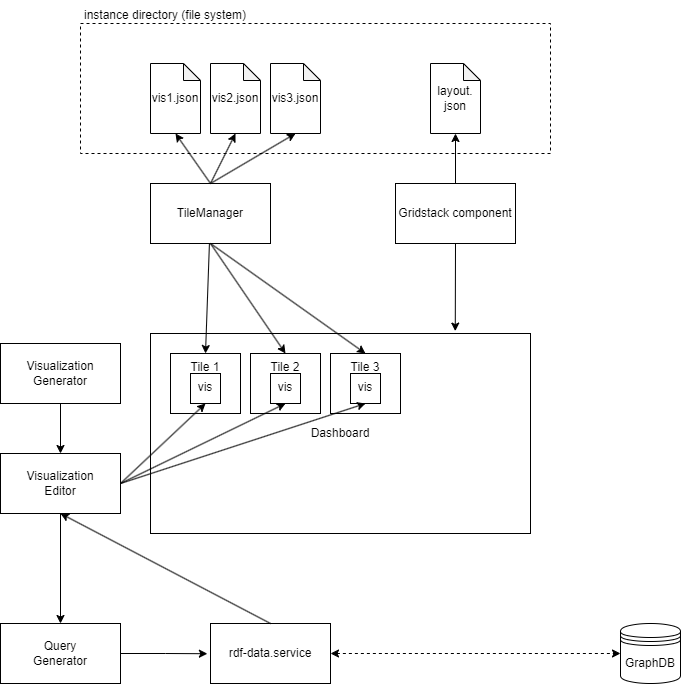 instance directory (file system)
vis1.json
vis2.json
vis3.json
layout.
json
TileManager
Gridstack component
Visualization
Generator
Tile 1
Tile 2
Tile 3
vis
vis
vis
Dashboard
Visualization
Editor
Query
Generator
rdf-data.service
GraphDB